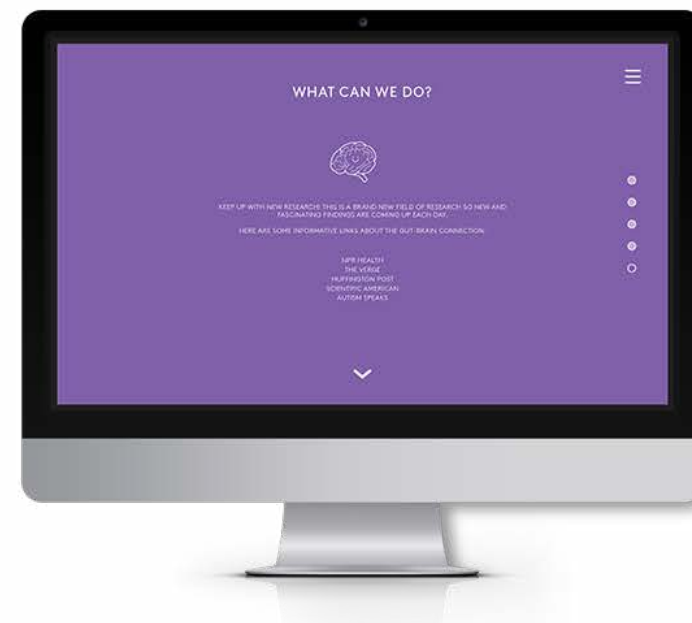 WHAT CAN WE DO?
KEEP UP WITH NEW RESEARCH! THIS IS A BRAND NEW FIELD OF RESEARCH SO NEW AND
FASCINATING FINDINGS ARE COMING UP EACH DAY.
HERE ARE SOME INFORMATIVE LINKS ABOUT THE GUT-BRAIN CONNECTION
NPR HEALTH
THE VERGE
HUFFINGTON POST
SCIENTIFIC AMERICAN
AUTISM SPEAKS